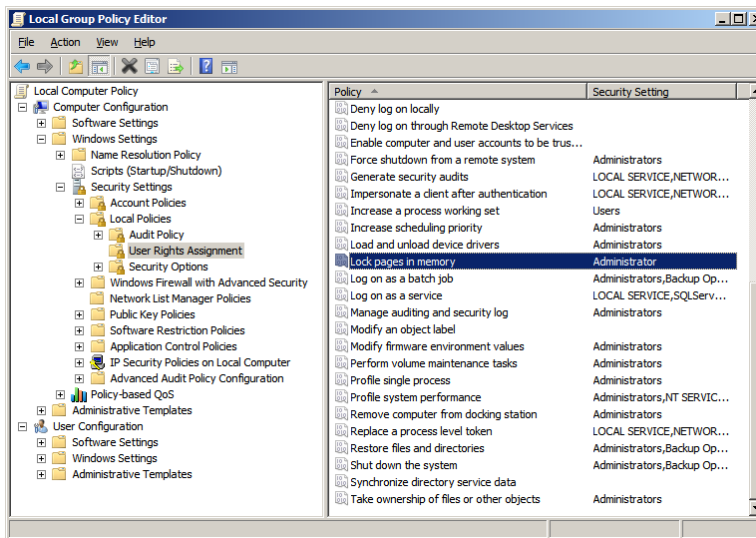 Local Group Policy Editor
File Action View Help
Local Computer Policy
Computer Configuration
Software Settings
Windows Settings
Name Resolution Policy
Scripts (Startup/Shutdown)
Security Settings
Account Policies
Local Policies
Audit Policy
User Rights Assignment
Security Options
Windows Firewall with Advanced Security
Network List Manager Policies
Public Key Policies
Software Restriction Policies
Application Control Policies
IP Security Policies on Local Computer
Advanced Audit Policy Configuration
Policy-based QoS
Administrative Templates
User Configuration
Software Settings
Windows Settings
Administrative Templates
Policy Security Setting
Deny log on locally
Deny log on through Remote Desktop Services
Enable computer and user accounts to be trus...
Force shutdown from a remote system Administrators
Generate security audits LOCAL SERVICE,NETWOR...
Impersonate a client after authentication LOCAL SERVICE,NETWOR...
Increase a process working set Users
Increase scheduling priority Administrators
Load and unload device drivers Administrators
Lock pages in memory Administrator
Log on as a batch job Administrators,Backup Op...
Log on as a service LOCAL SERVICE,SQLServ...
Manage auditing and security log Administrators
Modify an object label
Modify firmware environment values Administrators
Perform volume maintenance tasks Administrators
Profile single process Administrators
Profile system performance Administrators,NT SERVIC...
Remove computer from docking station Administrators
Replace a process level token LOCAL SERVICE,NETWOR...
Restore files and directories Administrators,Backup Op...
Shut down the system Administrators,Backup Op...
Synchronize directory service data
Take ownership of files or other objects Administrators